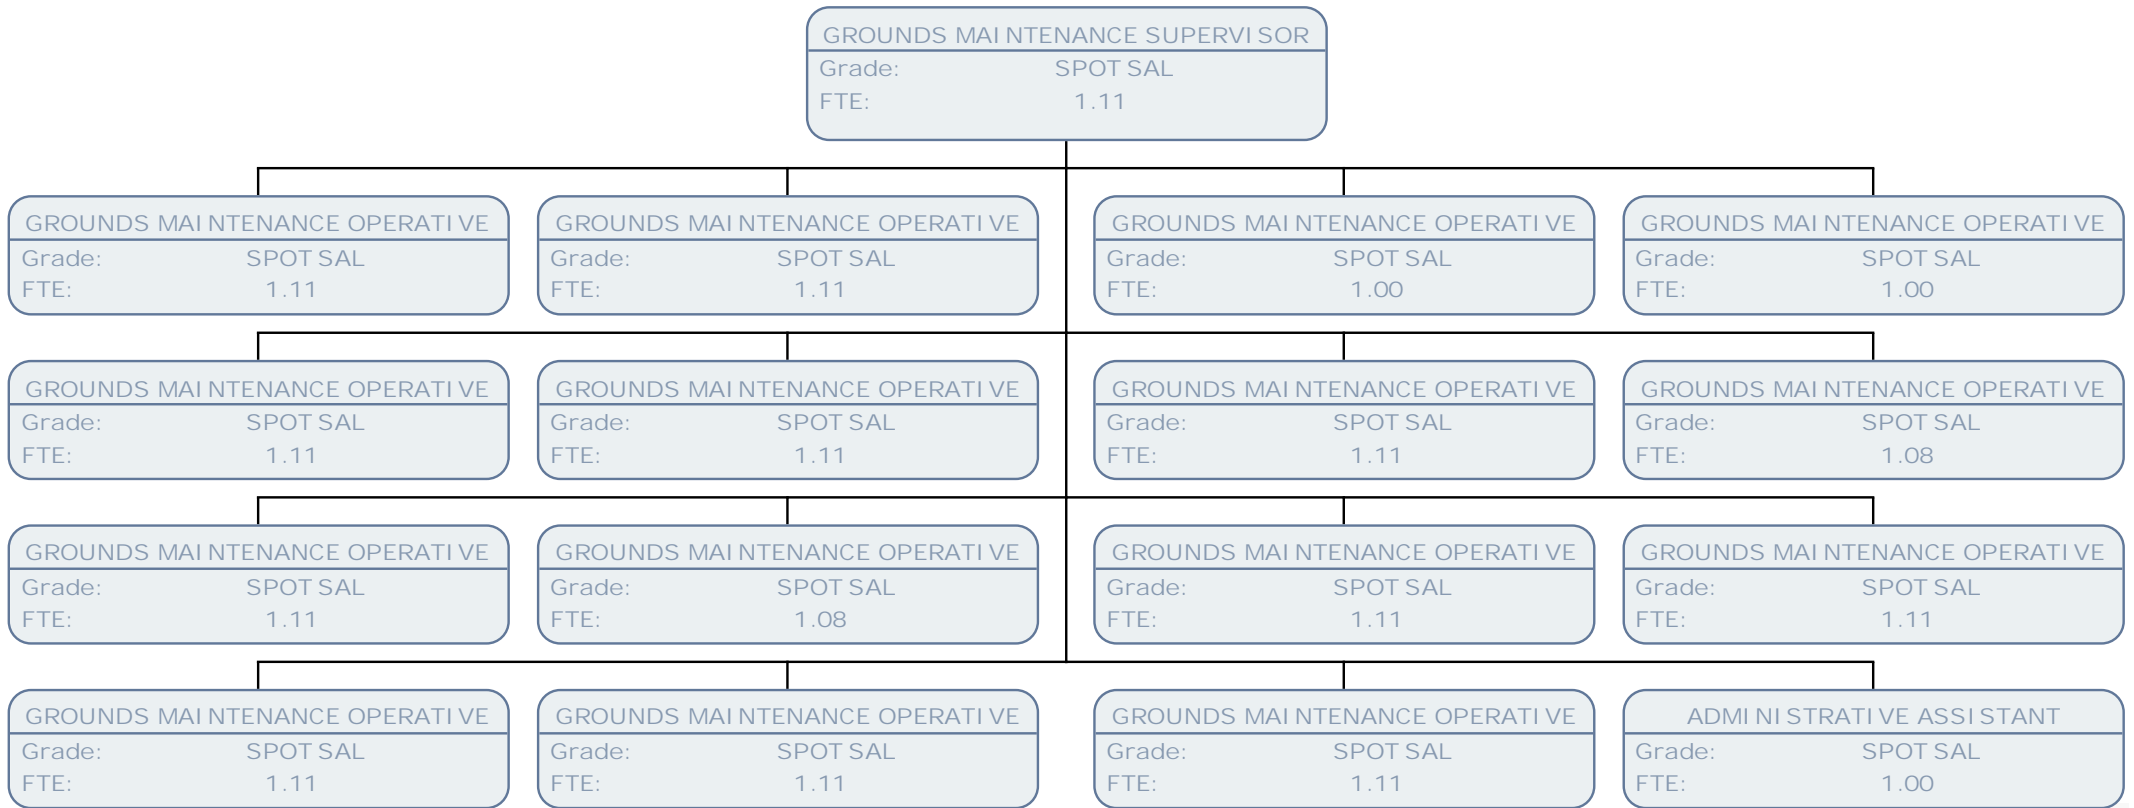 GROUNDS MAINTENANCE SUPERVISOR
Grade: SPOT SAL
FTE: 1.11
GROUNDS MAINTENANCE OPERATIVE
Grade: SPOT SAL
FTE: 1.11
GROUNDS MAINTENANCE OPERATIVE
Grade: SPOT SAL
FTE: 1.11
GROUNDS MAINTENANCE OPERATIVE
Grade: SPOT SAL
FTE: 1.00
GROUNDS MAINTENANCE OPERATIVE
Grade: SPOT SAL
FTE: 1.00
GROUNDS MAINTENANCE OPERATIVE
Grade: SPOT SAL
FTE: 1.11
GROUNDS MAINTENANCE OPERATIVE
Grade: SPOT SAL
FTE: 1.11
GROUNDS MAINTENANCE OPERATIVE
Grade: SPOT SAL
FTE: 1.11
GROUNDS MAINTENANCE OPERATIVE
Grade: SPOT SAL
FTE: 1.08
GROUNDS MAINTENANCE OPERATIVE
Grade: SPOT SAL
FTE: 1.11
GROUNDS MAINTENANCE OPERATIVE
Grade: SPOT SAL
FTE: 1.08
GROUNDS MAINTENANCE OPERATIVE
Grade: SPOT SAL
FTE: 1.11
GROUNDS MAINTENANCE OPERATIVE
Grade: SPOT SAL
FTE: 1.11
GROUNDS MAINTENANCE OPERATIVE
Grade: SPOT SAL
FTE: 1.11
GROUNDS MAINTENANCE OPERATIVE
Grade: SPOT SAL
FTE: 1.11
GROUNDS MAINTENANCE OPERATIVE
Grade: SPOT SAL
FTE: 1.11
ADMINISTRATIVE ASSISTANT
Grade: SPOT SAL
FTE: 1.00